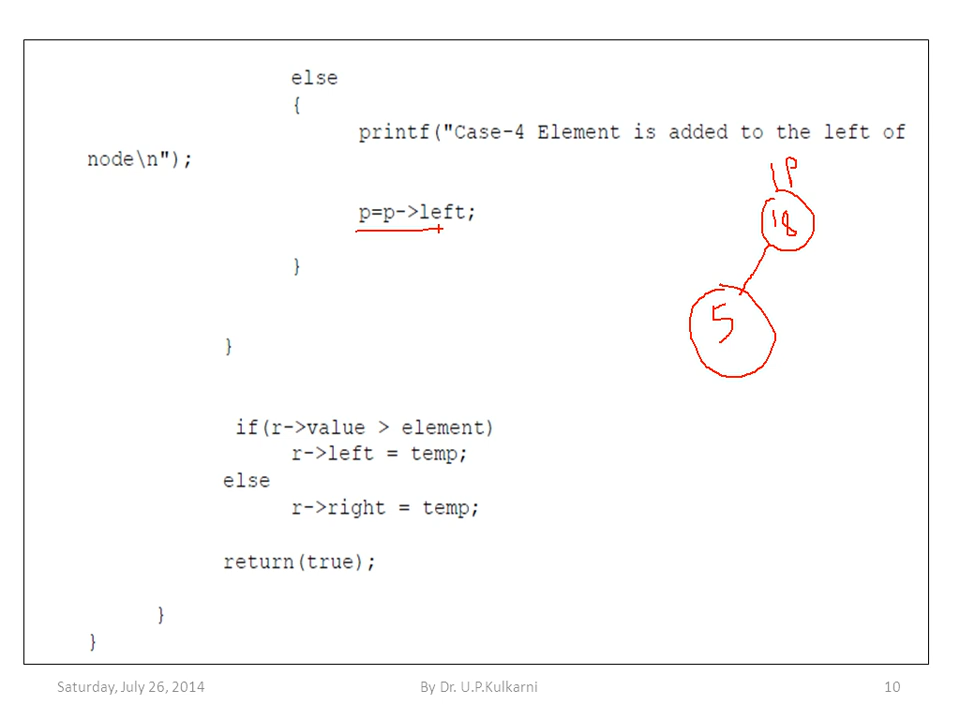 else
{
printf("Case-4 Element is added to the left of
node\n");
p=p->left;
}
}
if(r->value > element)
r->left = temp;
else
r->right = temp;
return(true);
}
}
P
18
5
Saturday, July 26, 2014 By Dr. U.P.Kulkarni 10